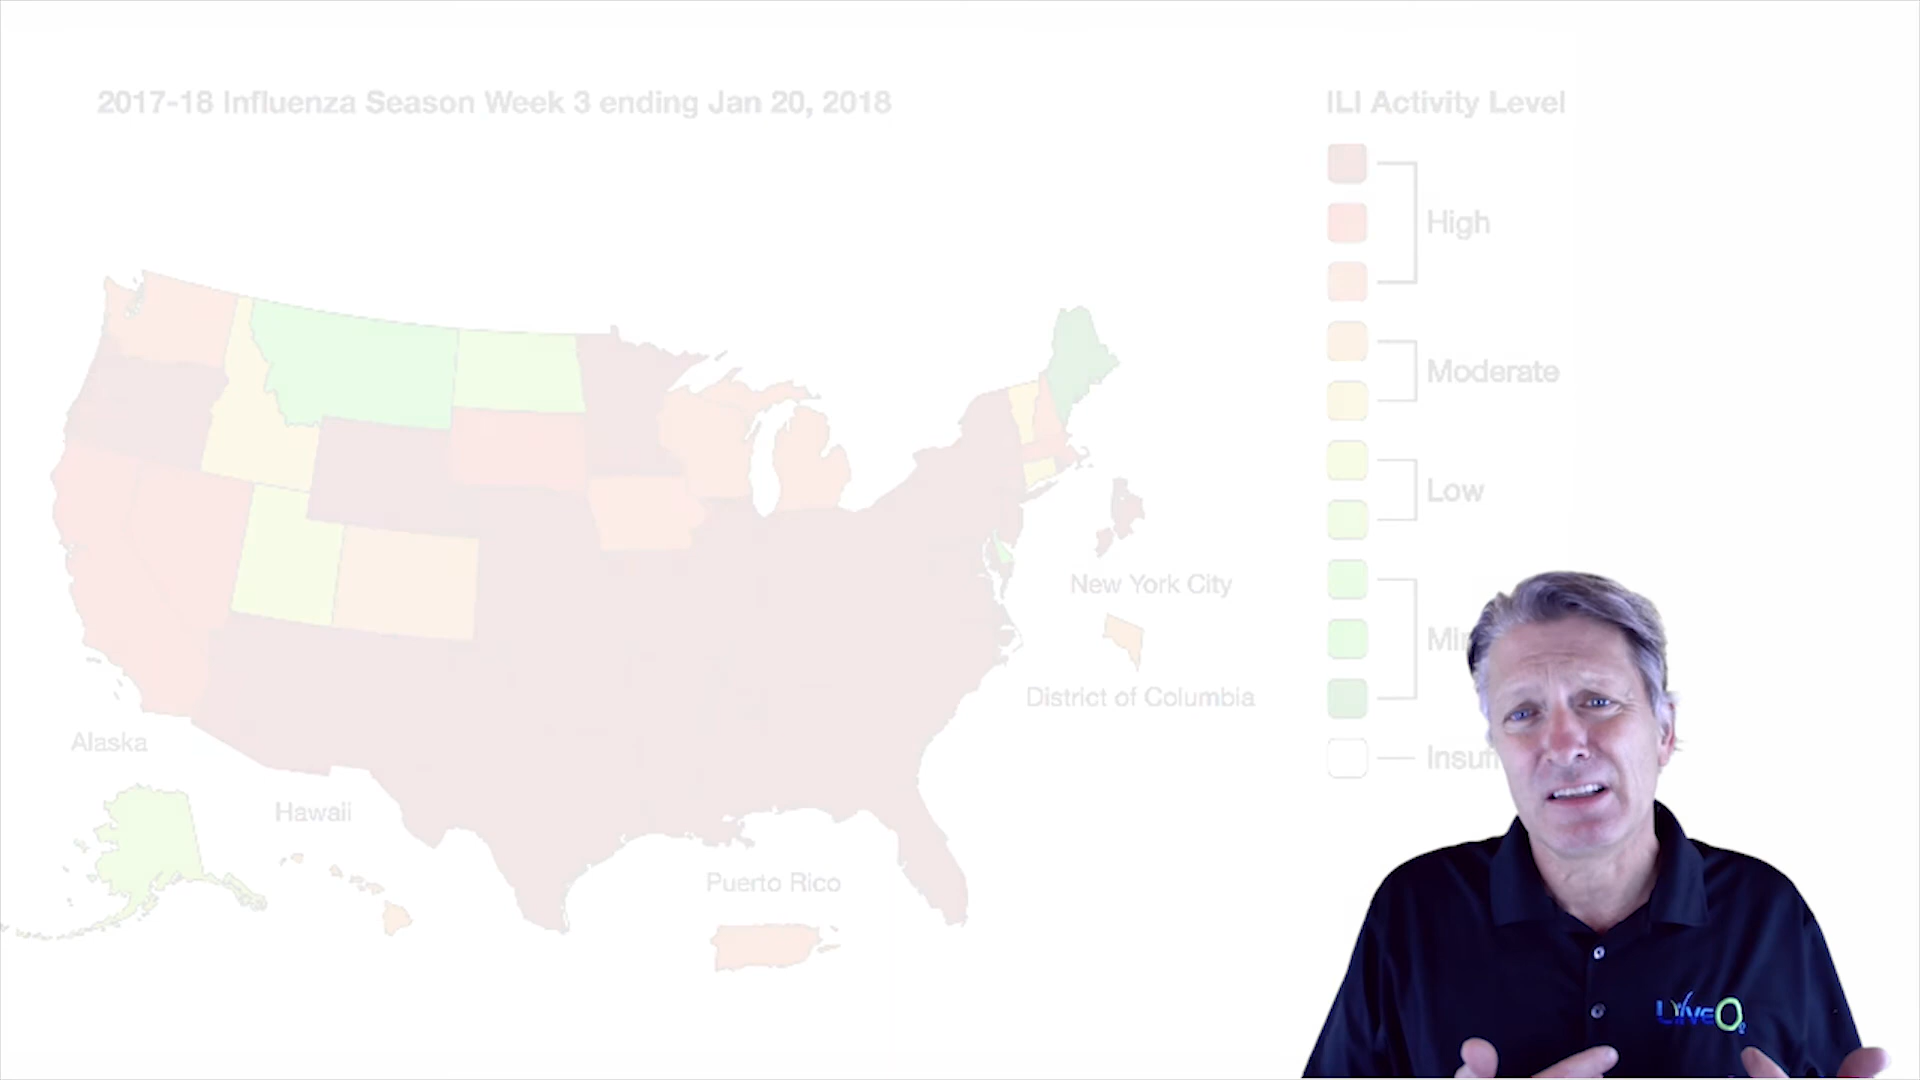 2017-18 Influenza Season Week 3 ending Jan 20, 2018
ILI Activity Level
High
Moderate
Low
New York City
District of Columbia
Alaska
Hawaii
Puerto Rico
LiveO2